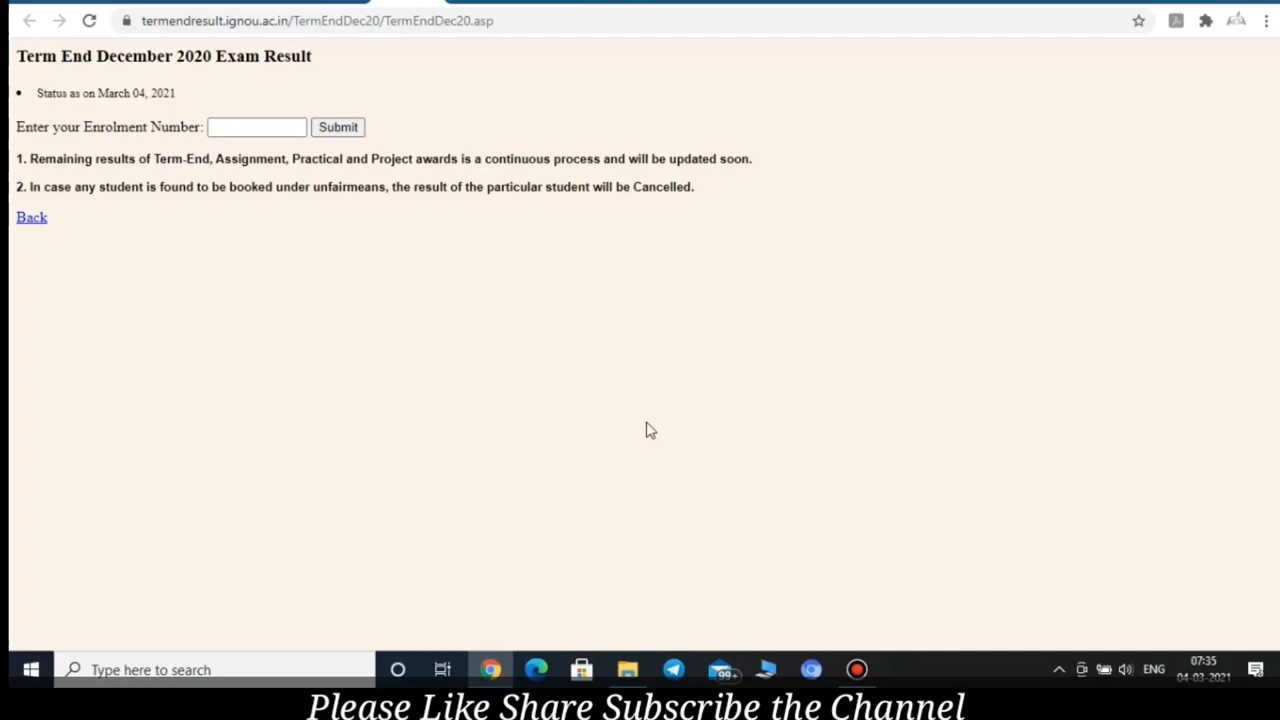 termendresult.ignou.ac.in/TermEndDec20/TermEndDec20.asp
Term End December 2020 Exam Result
Status as on March 04, 2021
Enter your Enrolment Number: Submit
1. Remaining results of Term-End, Assignment, Practical and Project awards is a continuous process and will be updated soon.
2. In case any student is found to be booked under unfairmeans, the result of the particular student will be Cancelled.
Back
Type here to search
99+
ENG
07:35
04-03-2021
Please Like Share Subscribe the Channel